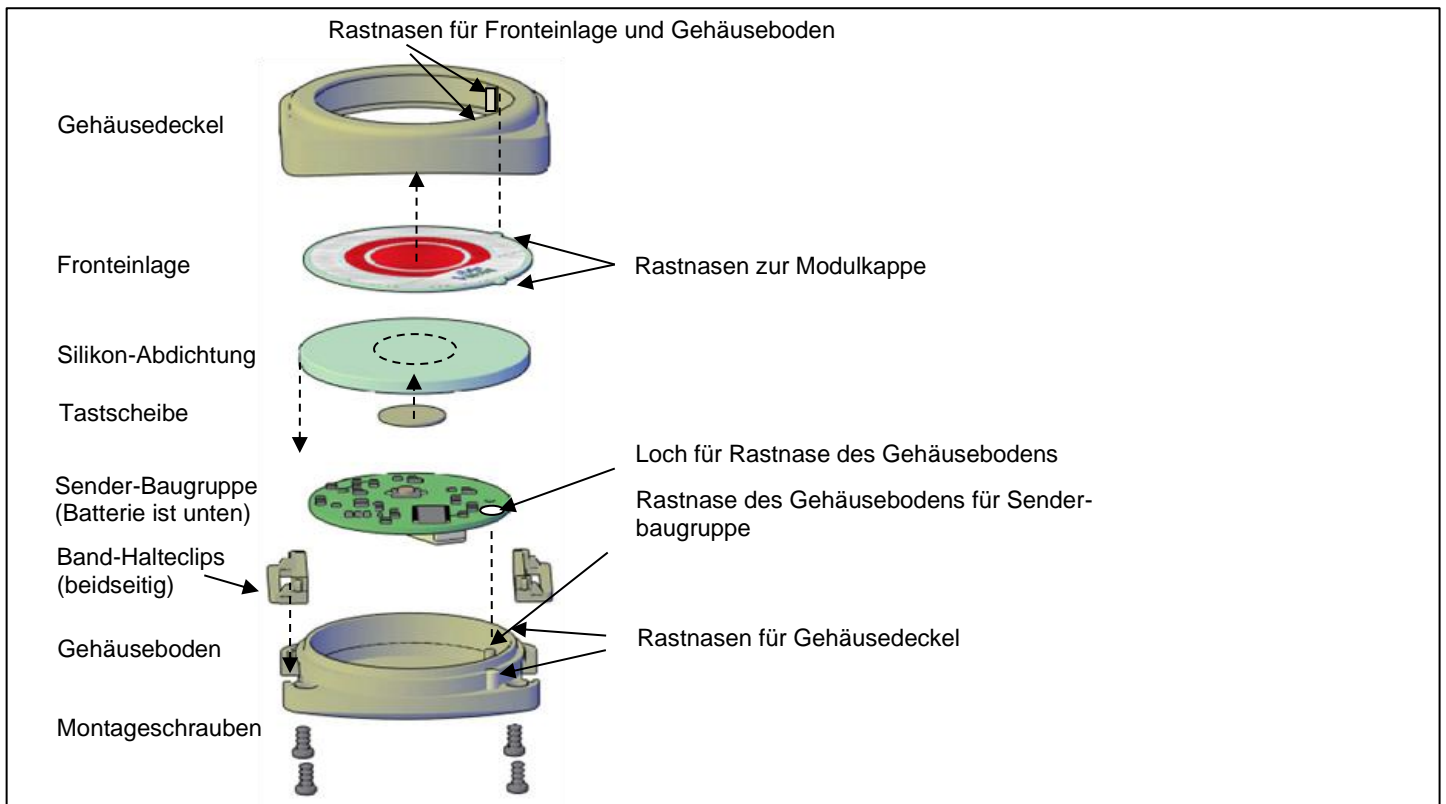 Rastnasen für Fronteinlage und Gehäuseboden
Gehäusedeckel
Fronteinlage
Rastnasen zur Modulkappe
Silikon-Abdichtung
Tastscheibe
Loch für Rastnase des Gehäusebodens
Sender-Baugruppe
(Batterie ist unten)
Rastnase des Gehäusebodens für Sender-
baugruppe
Band-Halteclips
(beidseitig)
Gehäuseboden
Rastnasen für Gehäusedeckel
Montageschrauben